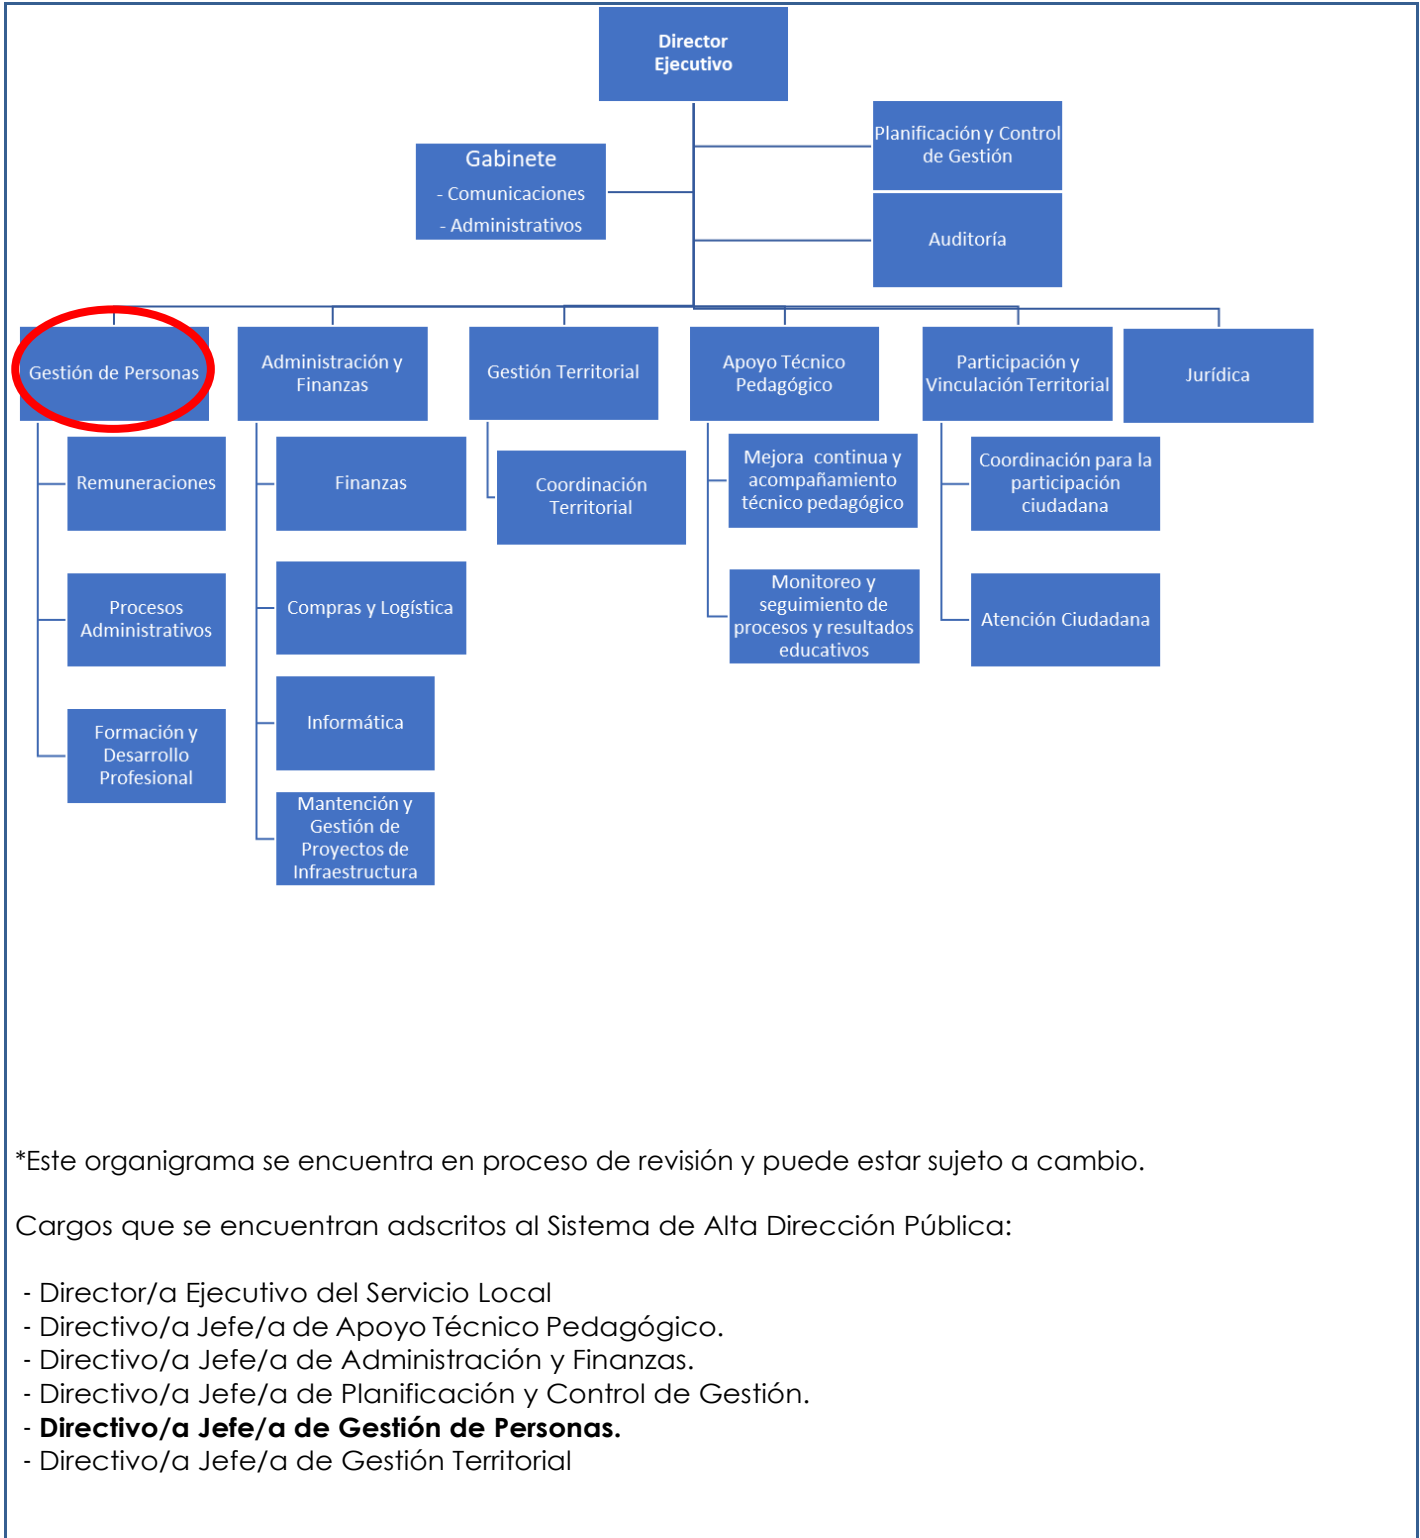 Director
Ejecutivo
Planificación y Control
de Gestión
Gabinete
- Comunicaciones
- Administrativos
Auditoría
Gestión de Personas
Administración y
Finanzas
Gestión Territorial
Apoyo Técnico
Pedagógico
Participación y
Vinculación Territorial
Jurídica
Remuneraciones
Procesos
Administrativos
Formación y
Desarrollo
Profesional
Finanzas
Compras y Logística
Informática
Mantención y
Gestión de
Proyectos de
Infraestructura
Coordinación
Territorial
Mejora  continua y
acompañamiento
técnico pedagógico
Monitoreo y
seguimiento de
procesos y resultados
educativos
Coordinación para la
participación
ciudadana
Atención Ciudadana
*Este organigrama se encuentra en proceso de revisión y puede estar sujeto a cambio.
Cargos que se encuentran adscritos al Sistema de Alta Dirección Pública:
- Director/a Ejecutivo del Servicio Local
- Directivo/a Jefe/a de Apoyo Técnico Pedagógico.
- Directivo/a Jefe/a de Administración y Finanzas.
- Directivo/a Jefe/a de Planificación y Control de Gestión.
- Directivo/a Jefe/a de Gestión de Personas.
- Directivo/a Jefe/a de Gestión Territorial